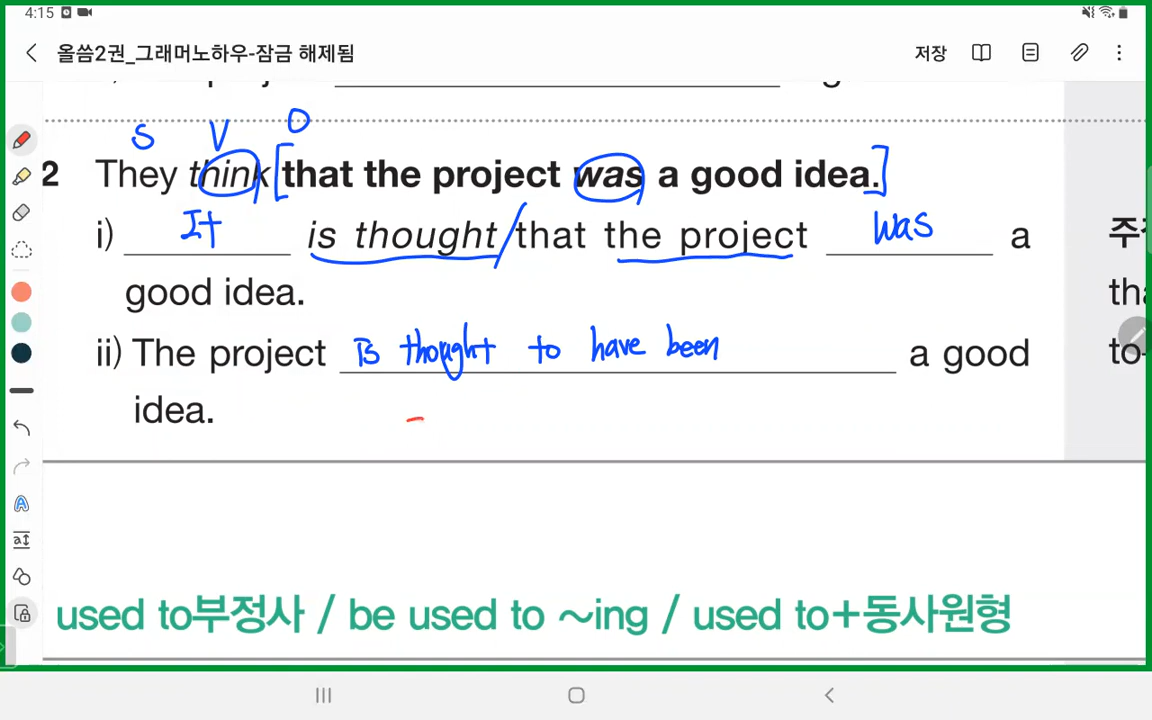 4:15
올씀2권_그래머노하우-잠금 해제됨 저장
S V O
2 They think [that the project was a good idea.]
i) It is thought / that the project was a
good idea.
ii) The project is thought to have been a good
idea.
tha
to-
used to부정사 / be used to ~ing / used to+동사원형